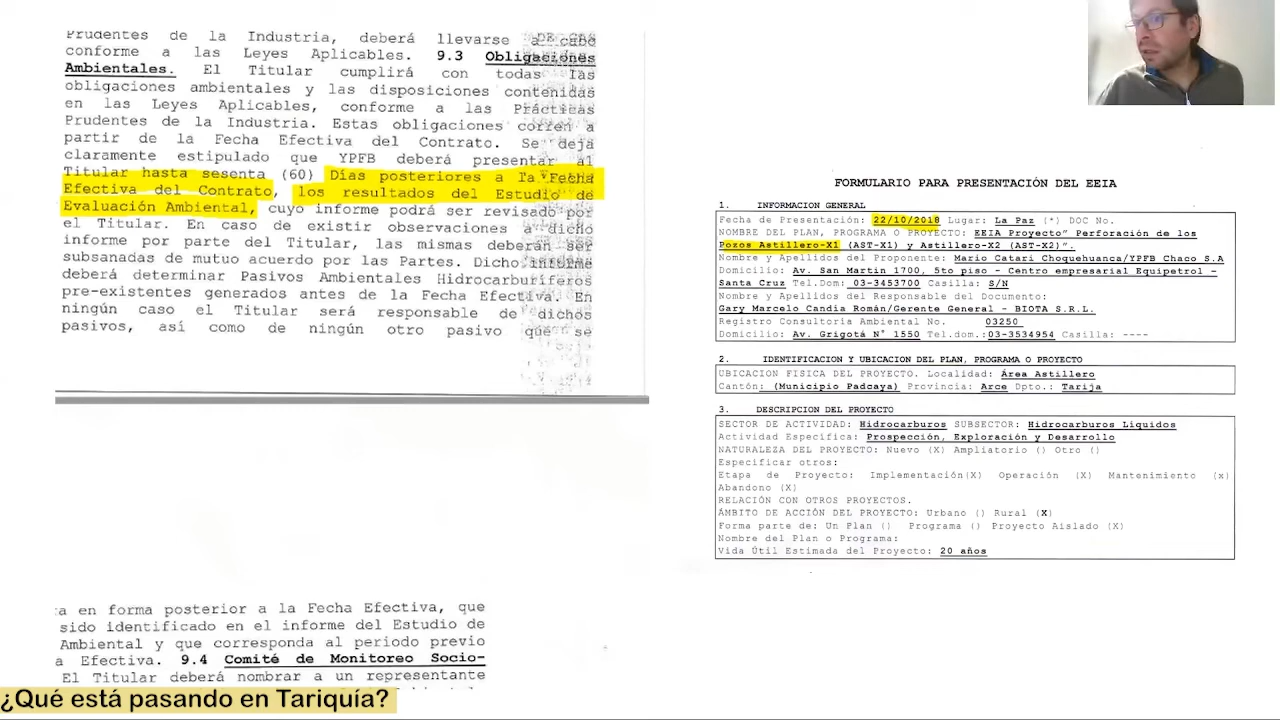 Prudentes de la Industria, deberá llevarse a cabo
conforme a las Leyes Aplicables. 9.3 Obligaciones
Ambientales. El Titular cumplirá con todas las
obligaciones ambientales y las disposiciones contenidas
en las Leyes Aplicables, conforme a las Prácticas
Prudentes de la Industria. Estas obligaciones corren a
partir de la Fecha Efectiva del Contrato. Se deja
claramente estipulado que YPFB deberá presentar al
Titular hasta sesenta (60) Días posteriores a la Fecha
Efectiva del Contrato, los resultados del Estudio de
Evaluación Ambiental, cuyo informe podrá ser revisado por
el Titular. En caso de existir observaciones a dicho
informe por parte del Titular, las mismas deberán ser
subsanadas de mutuo acuerdo por las Partes. Dicho informe
deberá determinar Pasivos Ambientales Hidrocarburíferos
pre-existentes generados antes de la Fecha Efectiva. En
ningún caso el Titular será responsable de dichos
pasivos, así como de ningún otro pasivo que se
a en forma posterior a la Fecha Efectiva, que
sido identificado en el informe del Estudio de
Ambiental y que corresponda al periodo previo
a Efectiva. 9.4 Comité de Monitoreo Socio-
El Titular deberá nombrar a un representante
¿Qué está pasando en Tariquía?
FORMULARIO PARA PRESENTACIÓN DEL EEIA
1. INFORMACION GENERAL
Fecha de Presentación: 22/10/2018 Lugar: La Paz (*) DOC No.
NOMBRE DEL PLAN, PROGRAMA O PROYECTO: EEIA Proyecto" Perforación de los
Pozos Astillero-X1 (AST-X1) y Astillero-X2 (AST-X2)".
Nombre y Apellidos del Proponente: Mario Catari Choquehuanca/YPFB Chaco S.A
Domicilio: Av. San Martin 1700, 5to piso - Centro empresarial Equipetrol -
Santa Cruz Tel.Dom: 03-3453700 Casilla: S/N
Nombre y Apellidos del Responsable del Documento:
Gary Marcelo Candia Román/Gerente General - BIOTA S.R.L.
Registro Consultoria Ambiental No. 03250
Domicilio: Av. Grigotá N° 1550 Tel.dom.:03-3534954 Casilla: ----
2. IDENTIFICACION Y UBICACION DEL PLAN, PROGRAMA O PROYECTO
UBICACION FISICA DEL PROYECTO. Localidad: Área Astillero
Cantón: (Municipio Padcaya) Provincia: Arce Dpto.: Tarija
3. DESCRIPCION DEL PROYECTO
SECTOR DE ACTIVIDAD: Hidrocarburos SUBSECTOR: Hidrocarburos Líquidos
Actividad Especifica: Prospección, Exploración y Desarrollo
NATURALEZA DEL PROYECTO: Nuevo (X) Ampliatorio () Otro ()
Especificar otros:
Etapa de Proyecto: Implementación(X) Operación (X) Mantenimiento (x)
Abandono (X)
RELACIÓN CON OTROS PROYECTOS.
ÁMBITO DE ACCIÓN DEL PROYECTO: Urbano () Rural (X)
Forma parte de: Un Plan () Programa () Proyecto Aislado (X)
Nombre del Plan o Programa:
Vida Útil Estimada del Proyecto: 20 años